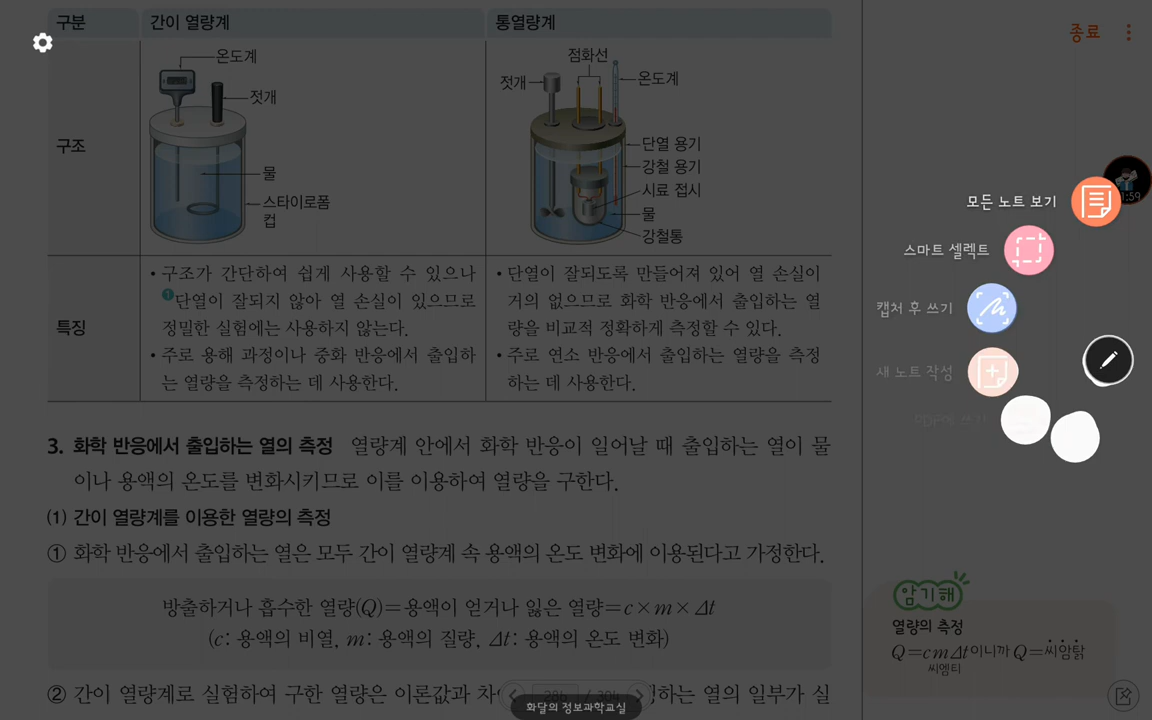 구분
간이 열량계
통열량계
종료
구조
온도계
젓개
물
스타이로폼
컵
점화선
젓개
온도계
단열 용기
강철 용기
시료 접시
물
강철통
특징
• 구조가 간단하여 쉽게 사용할 수 있으나
❶단열이 잘되지 않아 열 손실이 있으므로
정밀한 실험에는 사용하지 않는다.
• 주로 용해 과정이나 중화 반응에서 출입하
는 열량을 측정하는 데 사용한다.
• 단열이 잘되도록 만들어져 있어 열 손실이
거의 없으므로 화학 반응에서 출입하는 열
량을 비교적 정확하게 측정할 수 있다.
• 주로 연소 반응에서 출입하는 열량을 측정
하는 데 사용한다.
모든 노트 보기
스마트 셀렉트
캡처 후 쓰기
새 노트 작성
PDF에 쓰기
3. 화학 반응에서 출입하는 열의 측정 열량계 안에서 화학 반응이 일어날 때 출입하는 열이 물
이나 용액의 온도를 변화시키므로 이를 이용하여 열량을 구한다.
(1) 간이 열량계를 이용한 열량의 측정
① 화학 반응에서 출입하는 열은 모두 간이 열량계 속 용액의 온도 변화에 이용된다고 가정한다.
방출하거나 흡수한 열량(Q)=용액이 얻거나 잃은 열량=c×m×Δt
(c: 용액의 비열, m: 용액의 질량, Δt: 용액의 온도 변화)
② 간이 열량계로 실험하여 구한 열량은 이론값과 하는 열의 일부가 실
286 / 304
화달의 정보과학교실
암기해
열량의 측정
Q=cmΔt이니까 Q=씨암탉
씨엠티